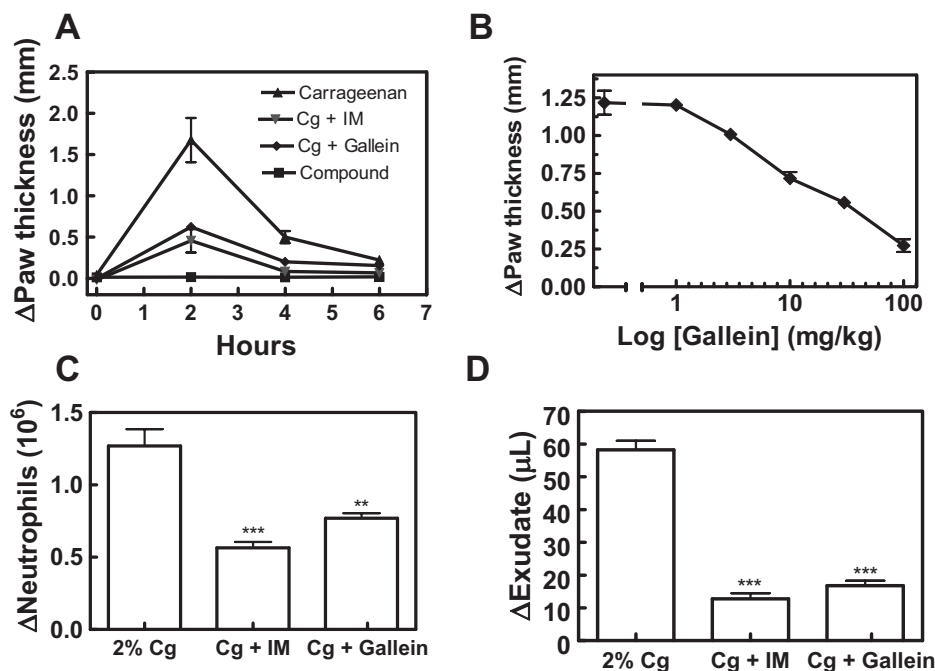 A
ΔPaw thickness (mm)
2.5
2.0
1.5
1.0
0.5
0.0
Carrageenan
Cg + IM
Cg + Gallein
Compound
0 1 2 3 4 5 6 7
Hours
B
ΔPaw thickness (mm)
1.25
1.00
0.75
0.50
0.25
0.00
1 10 100
Log [Gallein] (mg/kg)
C
ΔNeutrophils (10⁶)
1.5
1.0
0.5
0.0
***
**
2% Cg Cg + IM Cg + Gallein
D
ΔExudate (µL)
70
60
50
40
30
20
10
0
***
***
2% Cg Cg + IM Cg + Gallein